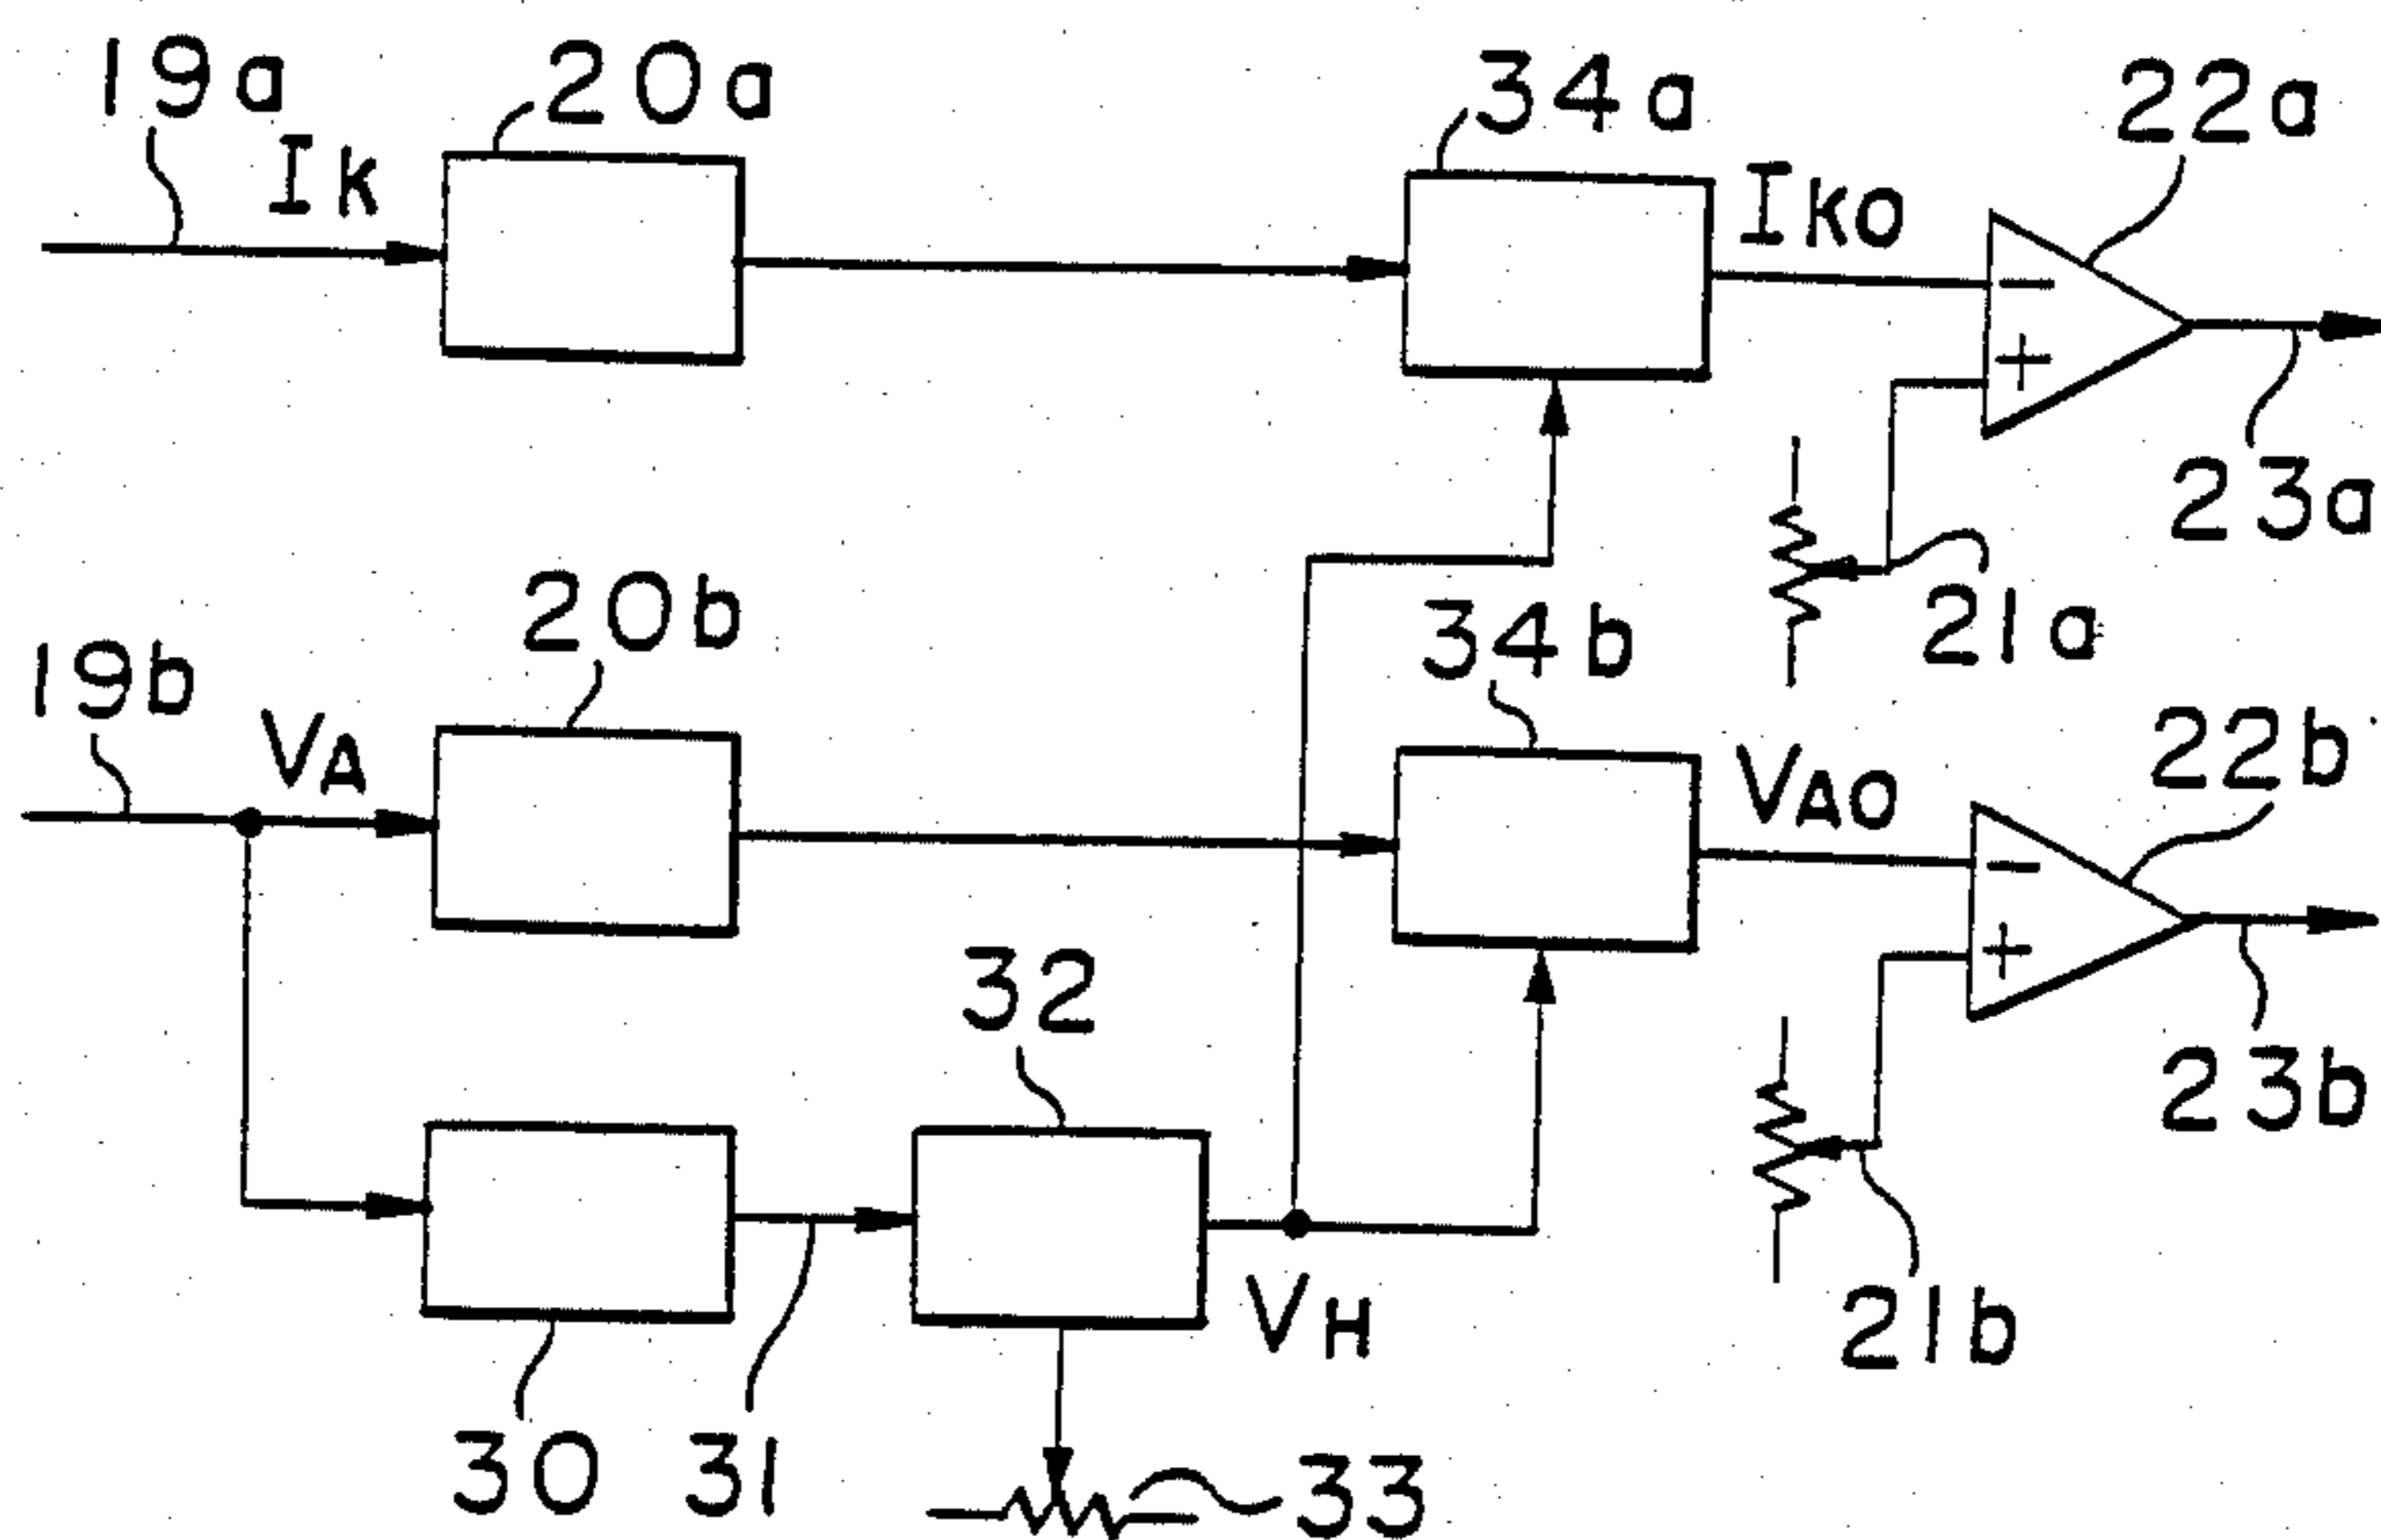 19a
20a
34a
22a
IK
IKO
−
+
23a
20b
21a
34b
19b
VA
VAO
22b
−
+
32
23b
VH
21b
30
31
33